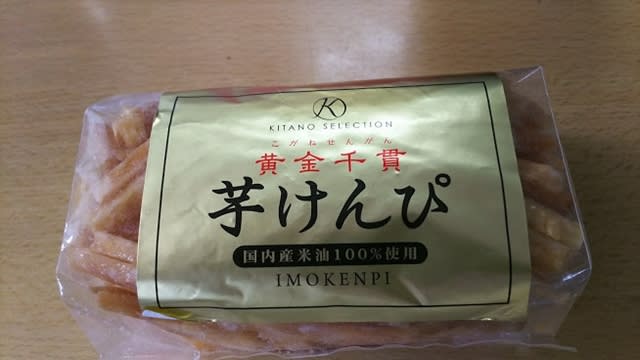 K
KITANO SELECTION
こがねせんがん
黄金千貫
芋けんぴ
国内産米油100%使用
IMOKENPI